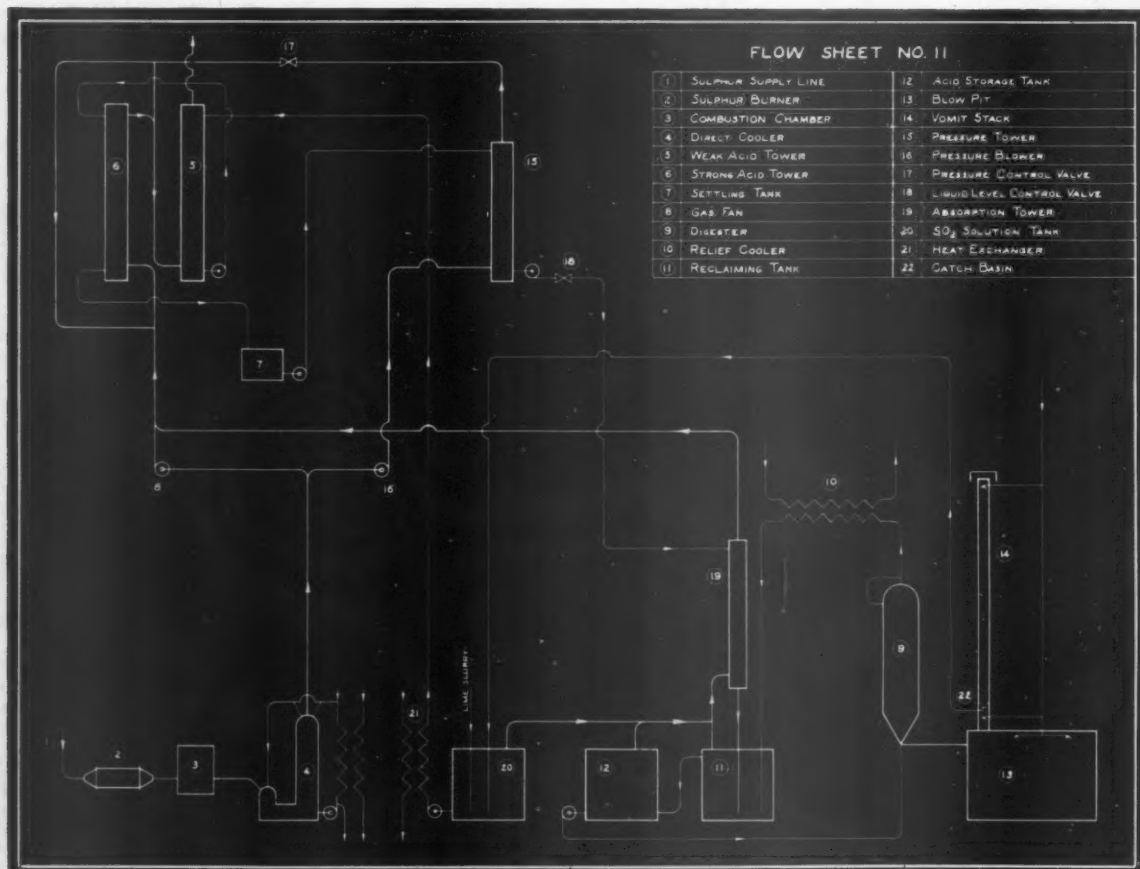 FLOW SHEET NO. 11
1 SULPHUR SUPPLY LINE
2 SULPHUR BURNER
3 COMBUSTION CHAMBER
4 DIRECT COOLER
5 WEAK ACID TOWER
6 STRONG ACID TOWER
7 SETTLING TANK
8 GAS FAN
9 DIGESTER
10 RELIEF COOLER
11 RECLAIMING TANK
12 ACID STORAGE TANK
13 BLOW PIT
14 VOMIT STACK
15 PRESSURE TOWER
16 PRESSURE BLOWER
17 PRESSURE CONTROL VALVE
18 LIQUID LEVEL CONTROL VALVE
19 ABSORPTION TOWER
20 SO₂ SOLUTION TANK
21 HEAT EXCHANGER
22 CATCH BASIN
17
6
5
15
18
7
8
16
10
19
14
9
22
LIME SLURRY
21
1
2
3
4
20
12
11
13